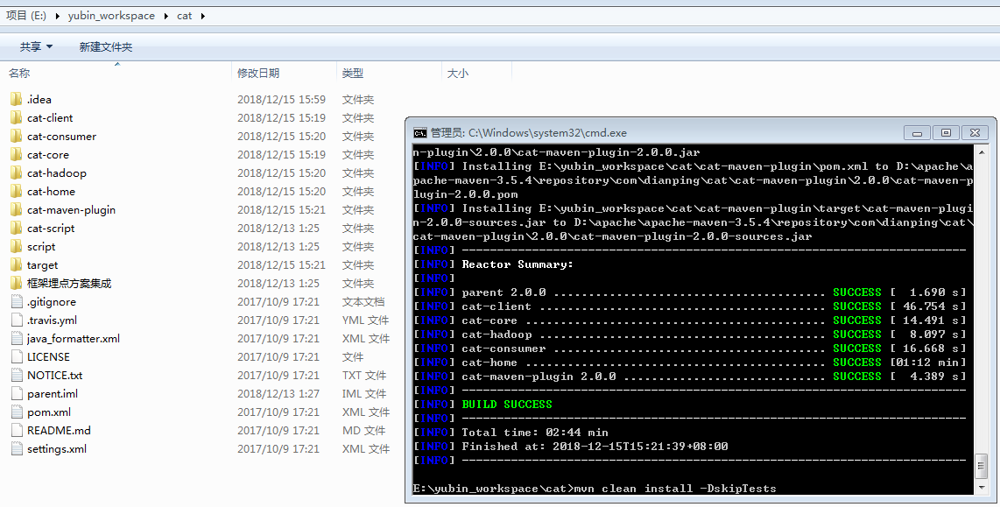 项目 (E:) ▸ yubin_workspace ▸ cat ▸
共享 ▼ 新建文件夹
名称 修改日期 类型 大小
.idea 2018/12/15 15:59 文件夹
cat-client 2018/12/15 15:19 文件夹
cat-consumer 2018/12/15 15:20 文件夹
cat-core 2018/12/15 15:19 文件夹
cat-hadoop 2018/12/15 15:20 文件夹
cat-home 2018/12/15 15:20 文件夹
cat-maven-plugin 2018/12/15 15:21 文件夹
cat-script 2018/12/13 1:25 文件夹
script 2018/12/13 1:25 文件夹
target 2018/12/15 15:21 文件夹
框架埋点方案集成 2018/12/13 1:25 文件夹
.gitignore 2017/10/9 17:21 文本文档
.travis.yml 2017/10/9 17:21 YML 文件
java_formatter.xml 2017/10/9 17:21 XML 文件
LICENSE 2017/10/9 17:21 文件
NOTICE.txt 2017/10/9 17:21 TXT 文件
parent.iml 2018/12/13 1:27 IML 文件
pom.xml 2017/10/9 17:21 XML 文件
README.md 2017/10/9 17:21 MD 文件
settings.xml 2017/10/9 17:21 XML 文件
管理员: C:\Windows\system32\cmd.exe
n-plugin\2.0.0\cat-maven-plugin-2.0.0.jar
[INFO] Installing E:\yubin_workspace\cat\cat-maven-plugin\pom.xml to D:\apache\a
pache-maven-3.5.4\repository\com\dianping\cat\cat-maven-plugin\2.0.0\cat-maven-p
lugin-2.0.0.pom
[INFO] Installing E:\yubin_workspace\cat\cat-maven-plugin\target\cat-maven-plugi
n-2.0.0-sources.jar to D:\apache\apache-maven-3.5.4\repository\com\dianping\cat\
cat-maven-plugin\2.0.0\cat-maven-plugin-2.0.0-sources.jar
[INFO] ------------------------------------------------------------------------
[INFO] Reactor Summary:
[INFO]
[INFO] parent 2.0.0 ....................................... SUCCESS [  1.690 s]
[INFO] cat-client ......................................... SUCCESS [ 46.754 s]
[INFO] cat-core ........................................... SUCCESS [ 14.491 s]
[INFO] cat-hadoop ......................................... SUCCESS [  8.097 s]
[INFO] cat-consumer ....................................... SUCCESS [ 16.668 s]
[INFO] cat-home ........................................... SUCCESS [01:12 min]
[INFO] cat-maven-plugin 2.0.0 ............................. SUCCESS [  4.389 s]
[INFO] ------------------------------------------------------------------------
[INFO] BUILD SUCCESS
[INFO] ------------------------------------------------------------------------
[INFO] Total time: 02:44 min
[INFO] Finished at: 2018-12-15T15:21:39+08:00
[INFO] ------------------------------------------------------------------------
E:\yubin_workspace\cat>mvn clean install -DskipTests